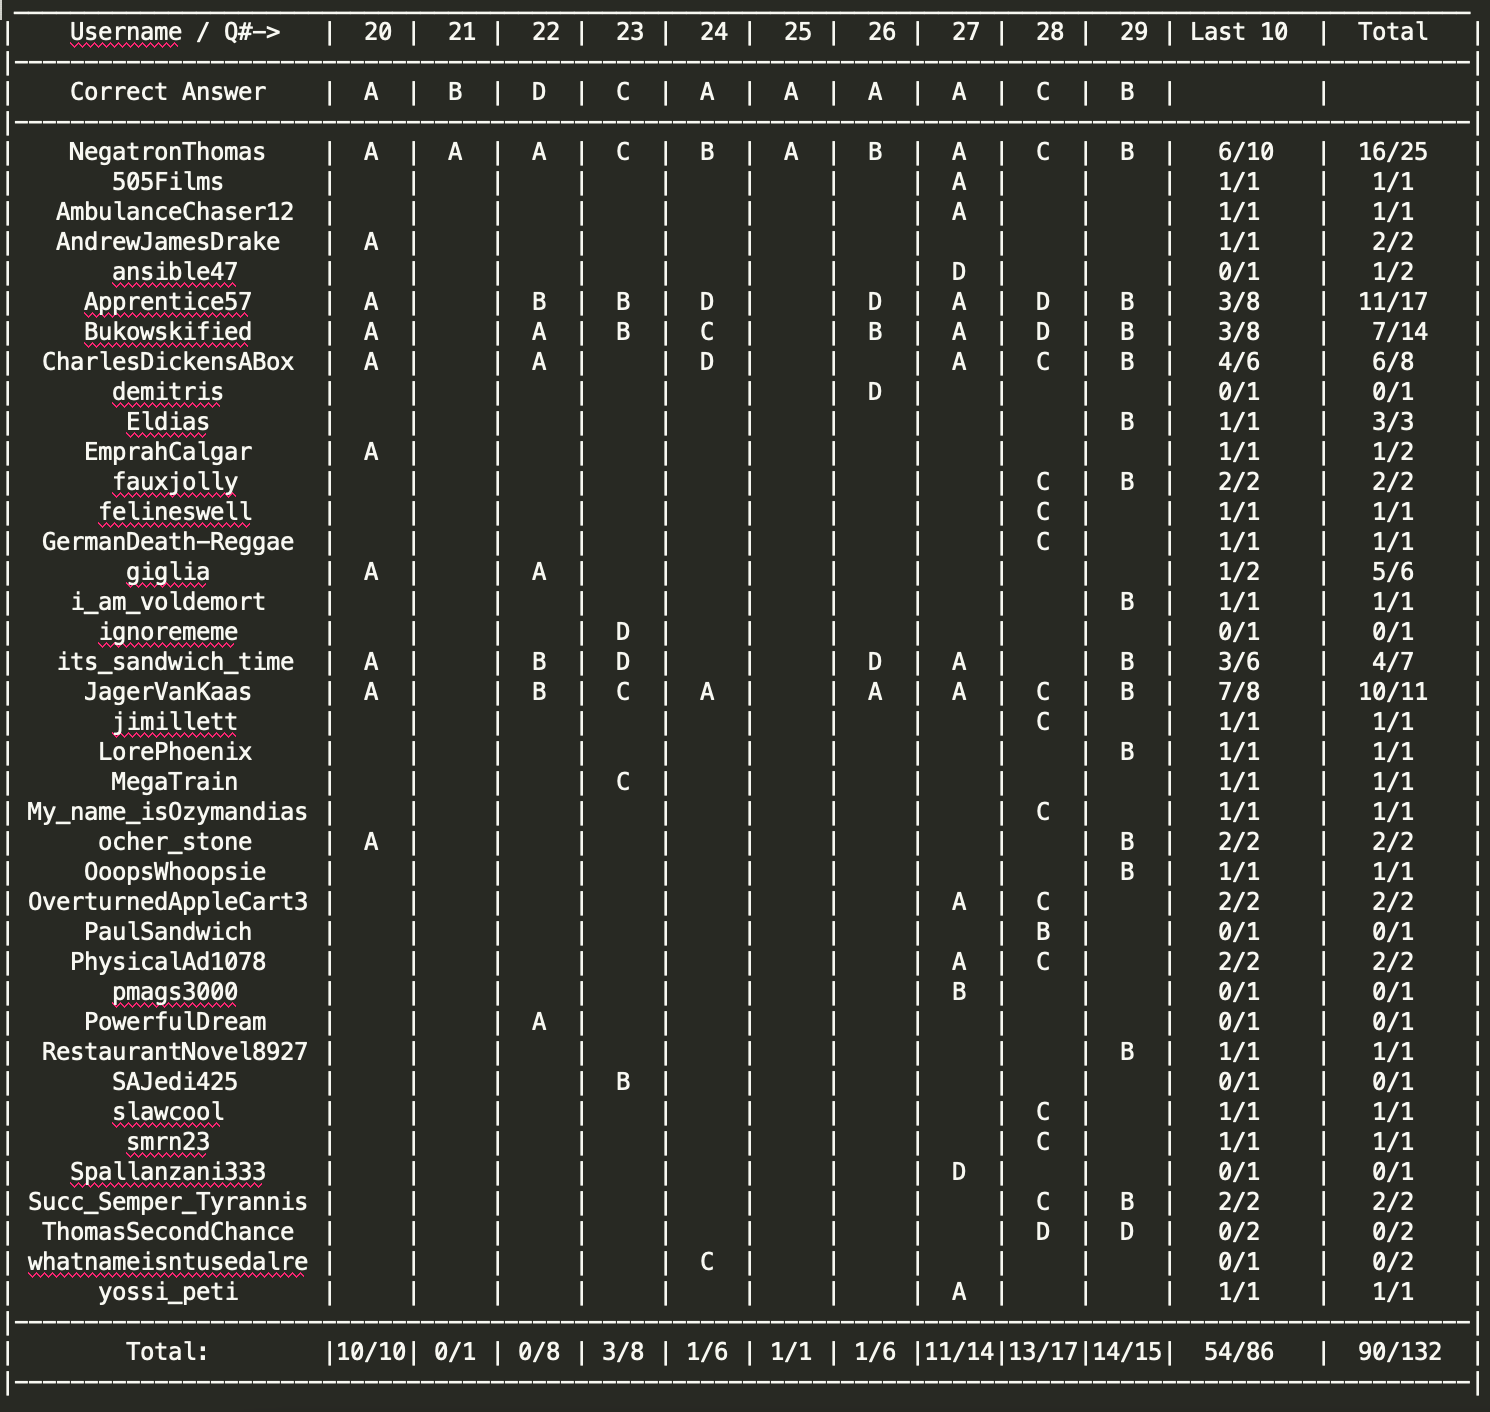 | Username / Q#-> | 20 | 21 | 22 | 23 | 24 | 25 | 26 | 27 | 28 | 29 | Last 10 | Total |
| Correct Answer | A | B | D | C | A | A | A | A | C | B | | |
| NegatronThomas | A | A | A | C | B | A | B | A | C | B | 6/10 | 16/25 |
| 505Films | | | | | | | | A | | | 1/1 | 1/1 |
| AmbulanceChaser12 | | | | | | | | A | | | 1/1 | 1/1 |
| AndrewJamesDrake | A | | | | | | | | | | 1/1 | 2/2 |
| ansible47 | | | | | | | | D | | | 0/1 | 1/2 |
| Apprentice57 | A | | B | B | D | | D | A | D | B | 3/8 | 11/17 |
| Bukowskified | A | | A | B | C | | B | A | D | B | 3/8 | 7/14 |
| CharlesDickensABox | A | | A | | D | | | A | C | B | 4/6 | 6/8 |
| demitris | | | | | | | D | | | | 0/1 | 0/1 |
| Eldias | | | | | | | | | | B | 1/1 | 3/3 |
| EmprahCalgar | A | | | | | | | | | | 1/1 | 1/2 |
| fauxjolly | | | | | | | | | C | B | 2/2 | 2/2 |
| felineswell | | | | | | | | | C | | 1/1 | 1/1 |
| GermanDeath-Reggae | | | | | | | | | C | | 1/1 | 1/1 |
| giglia | A | | A | | | | | | | | 1/2 | 5/6 |
| i_am_voldemort | | | | | | | | | | B | 1/1 | 1/1 |
| ignorememe | | | | D | | | | | | | 0/1 | 0/1 |
| its_sandwich_time | A | | B | D | | | D | A | | B | 3/6 | 4/7 |
| JagerVanKaas | A | | B | C | A | | A | A | C | B | 7/8 | 10/11 |
| jimillett | | | | | | | | | C | | 1/1 | 1/1 |
| LorePhoenix | | | | | | | | | | B | 1/1 | 1/1 |
| MegaTrain | | | | C | | | | | | | 1/1 | 1/1 |
| My_name_isOzymandias | | | | | | | | | C | | 1/1 | 1/1 |
| ocher_stone | A | | | | | | | | | B | 2/2 | 2/2 |
| OoopsWhoopsie | | | | | | | | | | B | 1/1 | 1/1 |
| OverturnedAppleCart3 | | | | | | | | A | C | | 2/2 | 2/2 |
| PaulSandwich | | | | | | | | | B | | 0/1 | 0/1 |
| PhysicalAd1078 | | | | | | | | A | C | | 2/2 | 2/2 |
| pmags3000 | | | | | | | | B | | | 0/1 | 0/1 |
| PowerfulDream | | | A | | | | | | | | 0/1 | 0/1 |
| RestaurantNovel8927 | | | | | | | | | | B | 1/1 | 1/1 |
| SAJedi425 | | | | B | | | | | | | 0/1 | 0/1 |
| slawcool | | | | | | | | | C | | 1/1 | 1/1 |
| smrn23 | | | | | | | | | C | | 1/1 | 1/1 |
| Spallanzani333 | | | | | | | | D | | | 0/1 | 0/1 |
| Succ_Semper_Tyrannis | | | | | | | | | C | B | 2/2 | 2/2 |
| ThomasSecondChance | | | | | | | | | D | D | 0/2 | 0/2 |
| whatnameisntusedalre | | | | | C | | | | | | 0/1 | 0/2 |
| yossi_peti | | | | | | | | A | | | 1/1 | 1/1 |
| Total: |10/10| 0/1 | 0/8 | 3/8 | 1/6 | 1/1 | 1/6 |11/14|13/17|14/15| 54/86 | 90/132 |